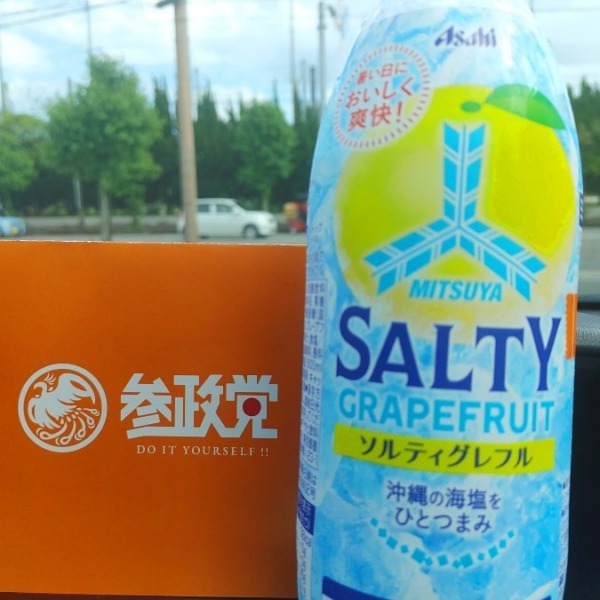 参政党
DO IT YOURSELF!!
Asahi
暑い日に
おいしく
爽快!
MITSUYA
SALTY
GRAPEFRUIT
ソルティグレフル
沖縄の海塩を
ひとつまみ